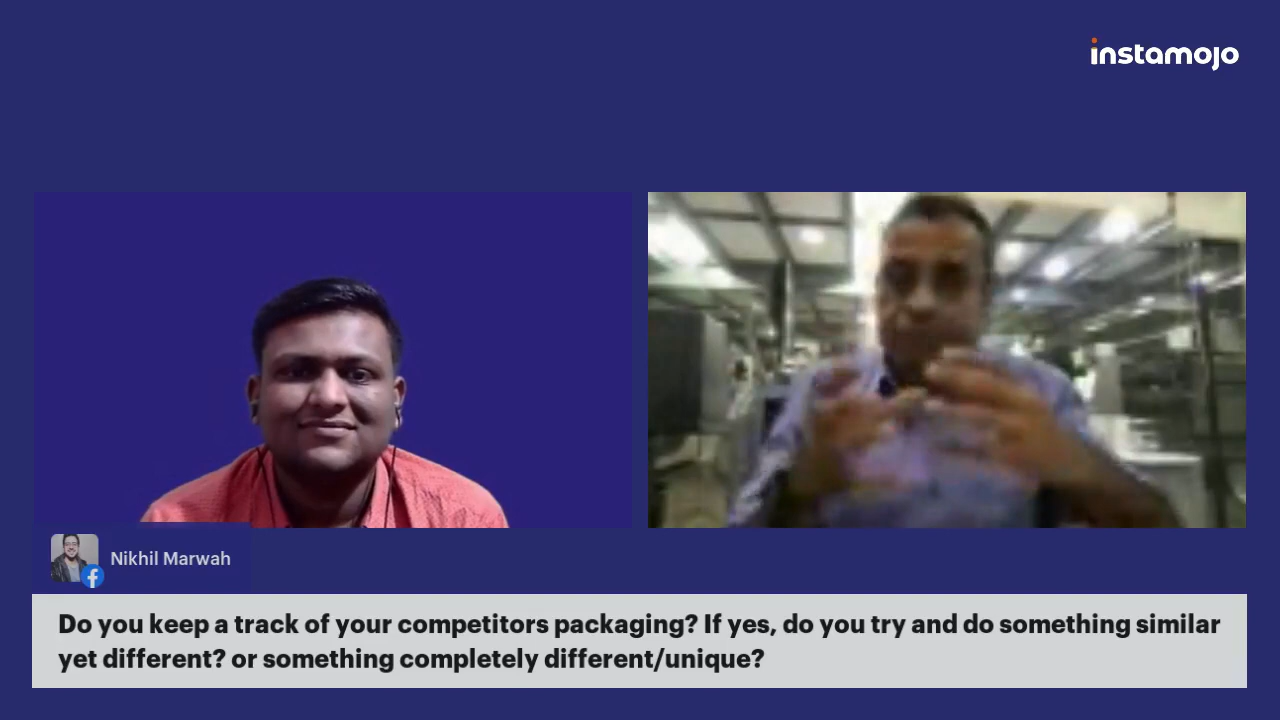 instamojo
Nikhil Marwah
Do you keep a track of your competitors packaging? If yes, do you try and do something similar
yet different? or something completely different/unique?